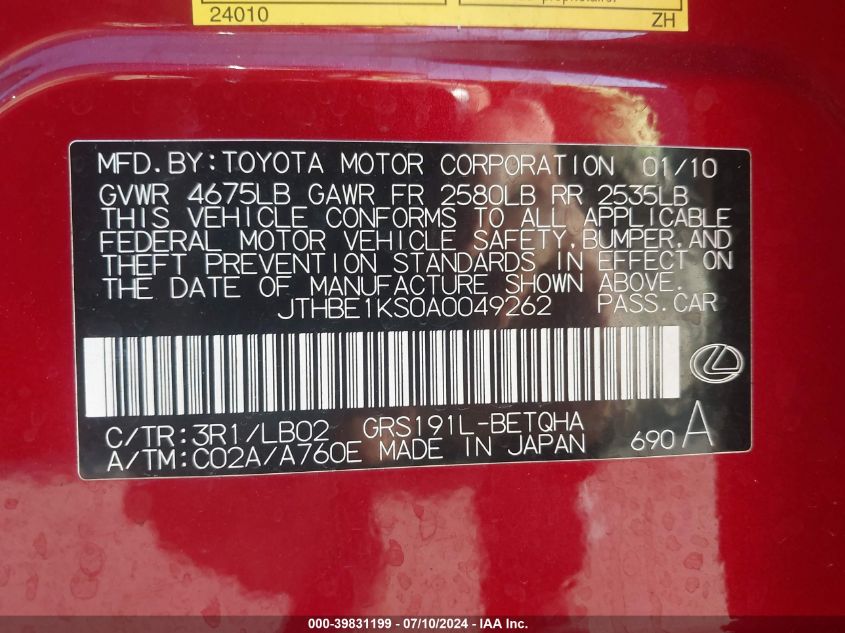 24010 ZH
MFD.BY:TOYOTA MOTOR CORPORATION 01/10
GVWR 4675LB GAWR FR 2580LB RR 2535LB
THIS VEHICLE CONFORMS TO ALL APPLICABLE
FEDERAL MOTOR VEHICLE SAFETY,BUMPER,AND
THEFT PREVENTION STANDARDS IN EFFECT ON
THE DATE OF MANUFACTURE SHOWN ABOVE.
JTHBE1KS0A0049262 PASS.CAR
C/TR:3R1/LB02 GRS191L-BETQHA
A/TM:C02A/A760E MADE IN JAPAN 690 A
000-39831199 - 07/10/2024 - IAA Inc.